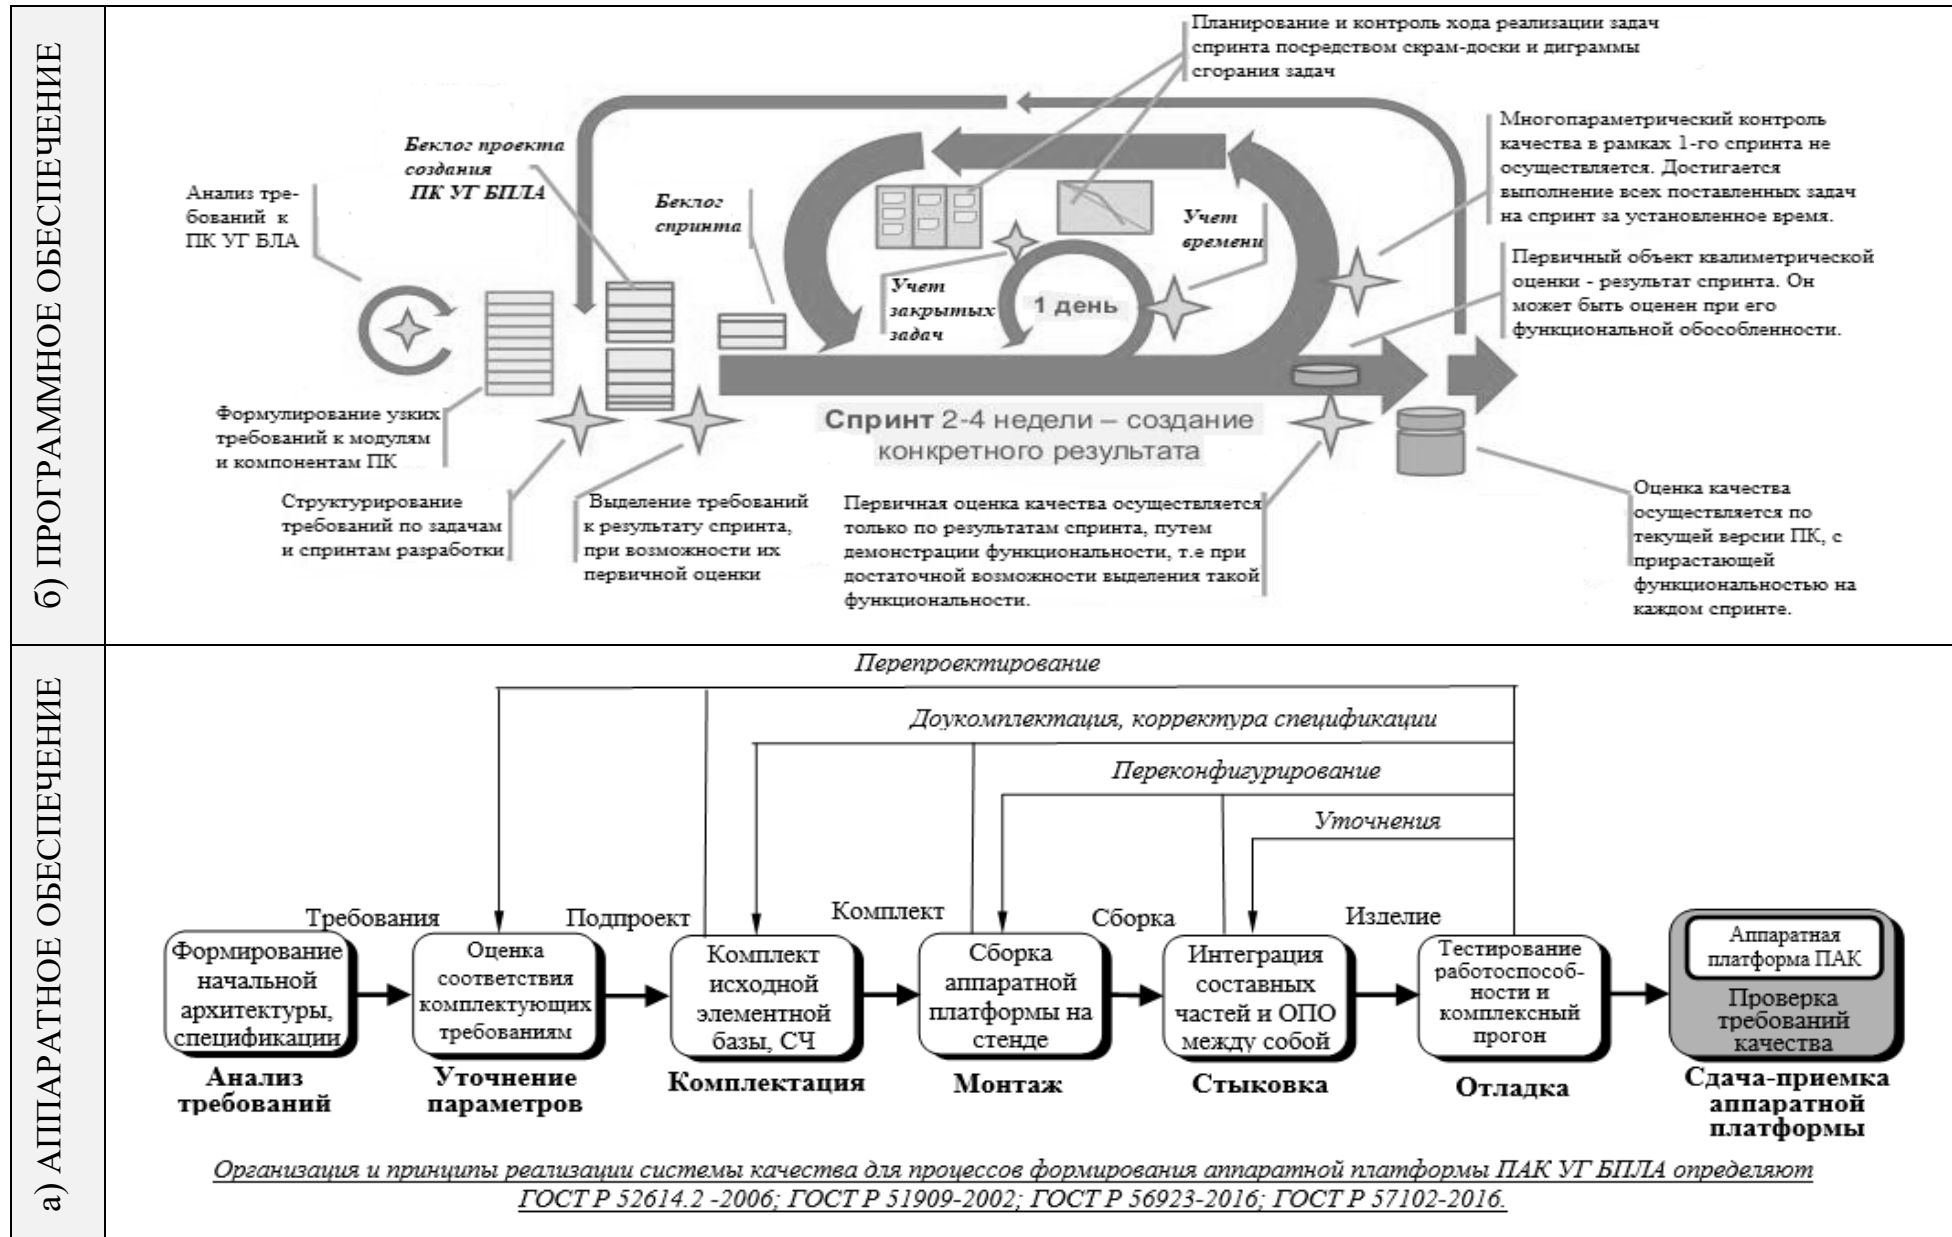 б) ПРОГРАММНОЕ ОБЕСПЕЧЕНИЕ
Планирование и контроль хода реализации задач
спринта посредством скрам-доски и диграммы
сгорания задач
Многопараметрический контроль
качества в рамках 1-го спринта не
осуществляется. Достигается
выполнение всех поставленных задач
на спринт за установленное время.
Беклог проекта
создания
ПК УГ БПЛА
Анализ тре-
бований к
ПК УГ БЛА
Беклог
спринта
Учет
времени
Учет
закрытых
задач
1 день
Первичный объект квалиметрической
оценки - результат спринта. Он
может быть оценен при его
функциональной обособленности.
Формулирование узких
требований к модулям
и компонентам ПК
Спринт 2-4 недели – создание
конкретного результата
Структурирование
требований по задачам
и спринтам разработки
Выделение требований
к результату спринта,
при возможности их
первичной оценки
Первичная оценка качества осуществляется
только по результатам спринта, путем
демонстрации функциональности, т.е при
достаточной возможности выделения такой
функциональности.
Оценка качества
осуществляется по
текущей версии ПК, с
прирастающей
функциональностью на
каждом спринте.
а) АППАРАТНОЕ ОБЕСПЕЧЕНИЕ
Перепроектирование
Доукомплектация, корректура спецификации
Переконфигурирование
Уточнения
Требования
Подпроект
Комплект
Сборка
Изделие
Формирование
начальной
архитектуры,
спецификации
Анализ
требований
Оценка
соответствия
комплектующих
требованиям
Уточнение
параметров
Комплект
исходной
элементной
базы, СЧ
Комплектация
Сборка
аппаратной
платформы на
стенде
Монтаж
Интеграция
составных
частей и ОПО
между собой
Стыковка
Тестирование
работоспособ-
ности и
комплексный
прогон
Отладка
Аппаратная
платформа ПАК
Проверка
требований
качества
Сдача-приемка
аппаратной
платформы
Организация и принципы реализации системы качества для процессов формирования аппаратной платформы ПАК УГ БПЛА определяют
ГОСТ Р 52614.2 -2006; ГОСТ Р 51909-2002; ГОСТ Р 56923-2016; ГОСТ Р 57102-2016.